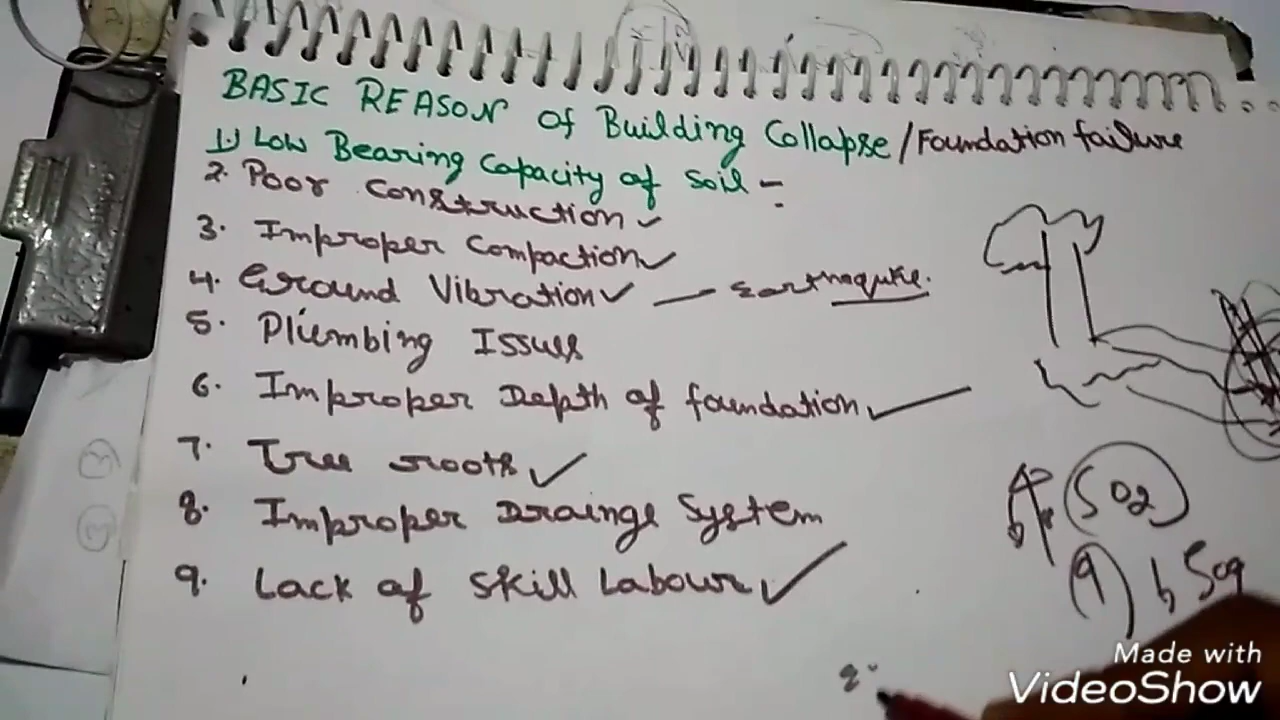 BASIC REASON of Building Collapse/Foundation failure
1.) Low Bearing Capacity of Soil -
2. Poor Construction ✓
3. Improper Compaction ✓
4. Ground Vibration ✓ — Earthhaquke.
5. Plumbing Issues
6. Improper Depth of foundation ✓
7. Tree roots ✓
8. Improper Drainge System
9. Lack of Skill Labour ✓
SO2
Made with
VideoShow